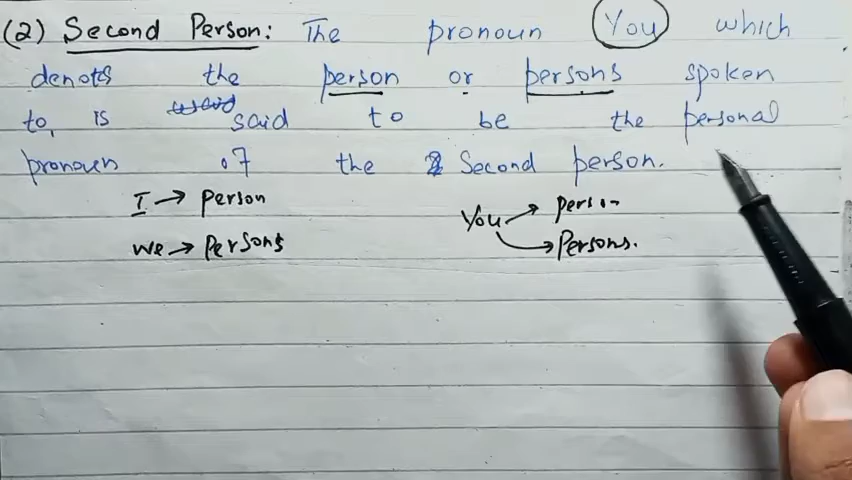 (2) Second Person: The pronoun You which
denots the person or persons spoken
to, is said to be the personal
pronoun of the Second person.
I → person
we → Persons
You → person
→ Persons.